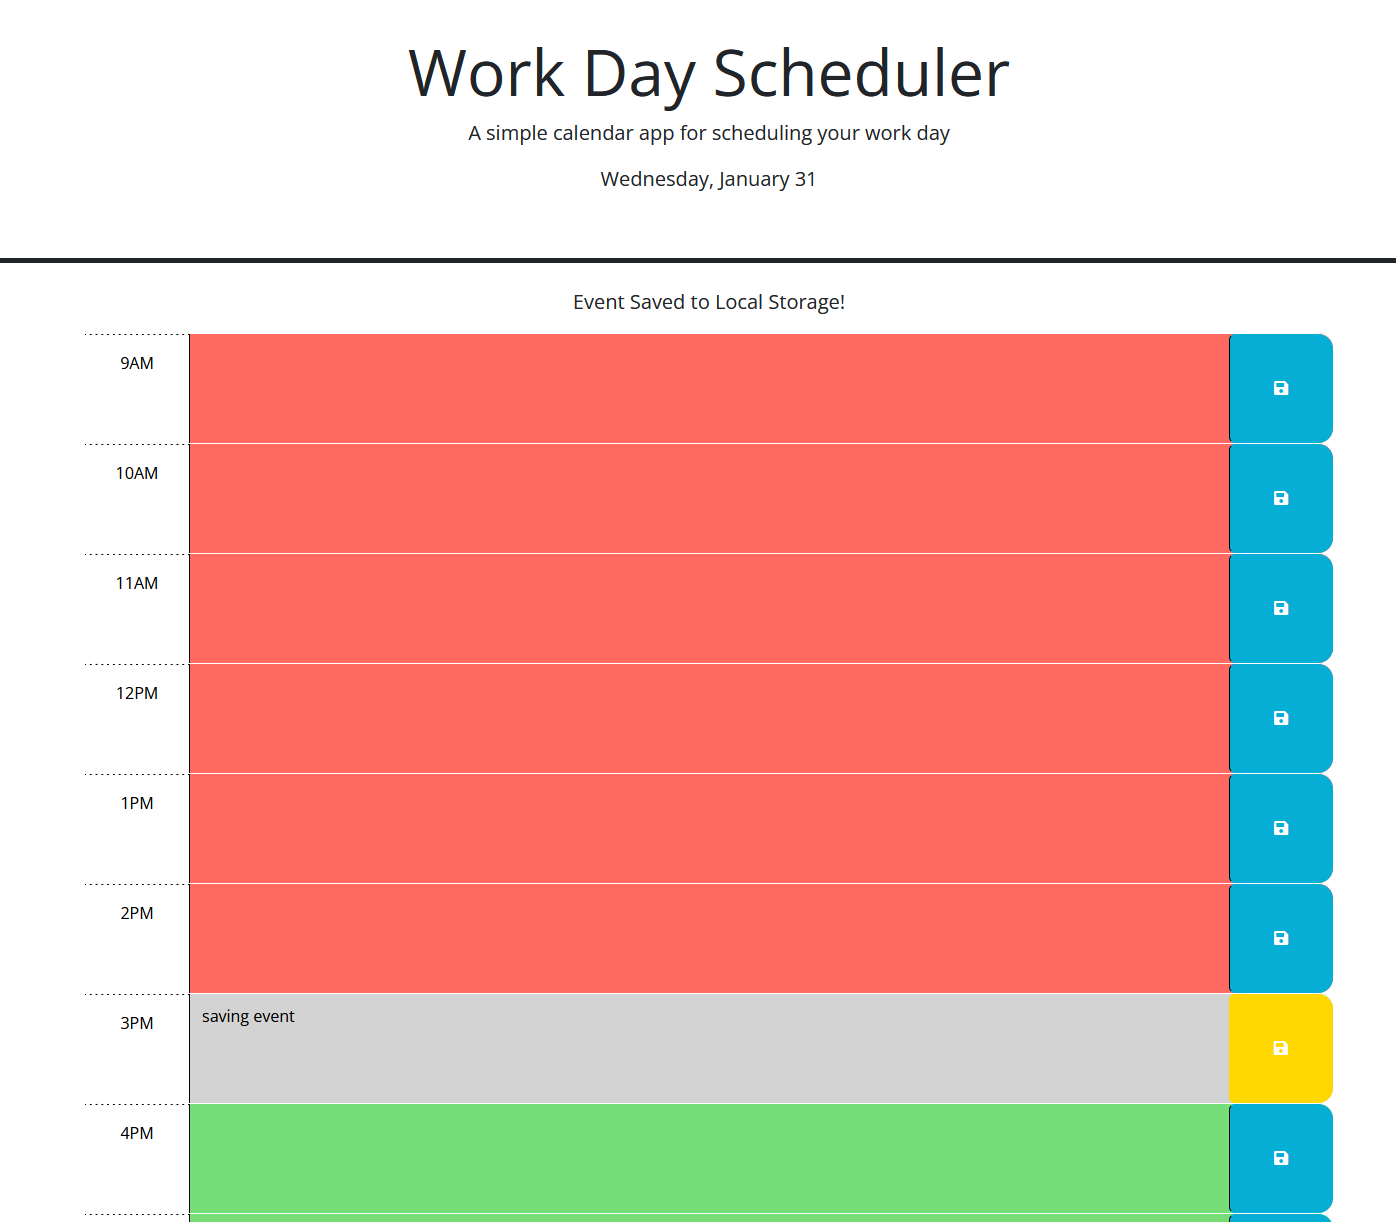 Work Day Scheduler
A simple calendar app for scheduling your work day
Wednesday, January 31
Event Saved to Local Storage!
9AM
10AM
11AM
12PM
1PM
2PM
3PM
saving event
4PM